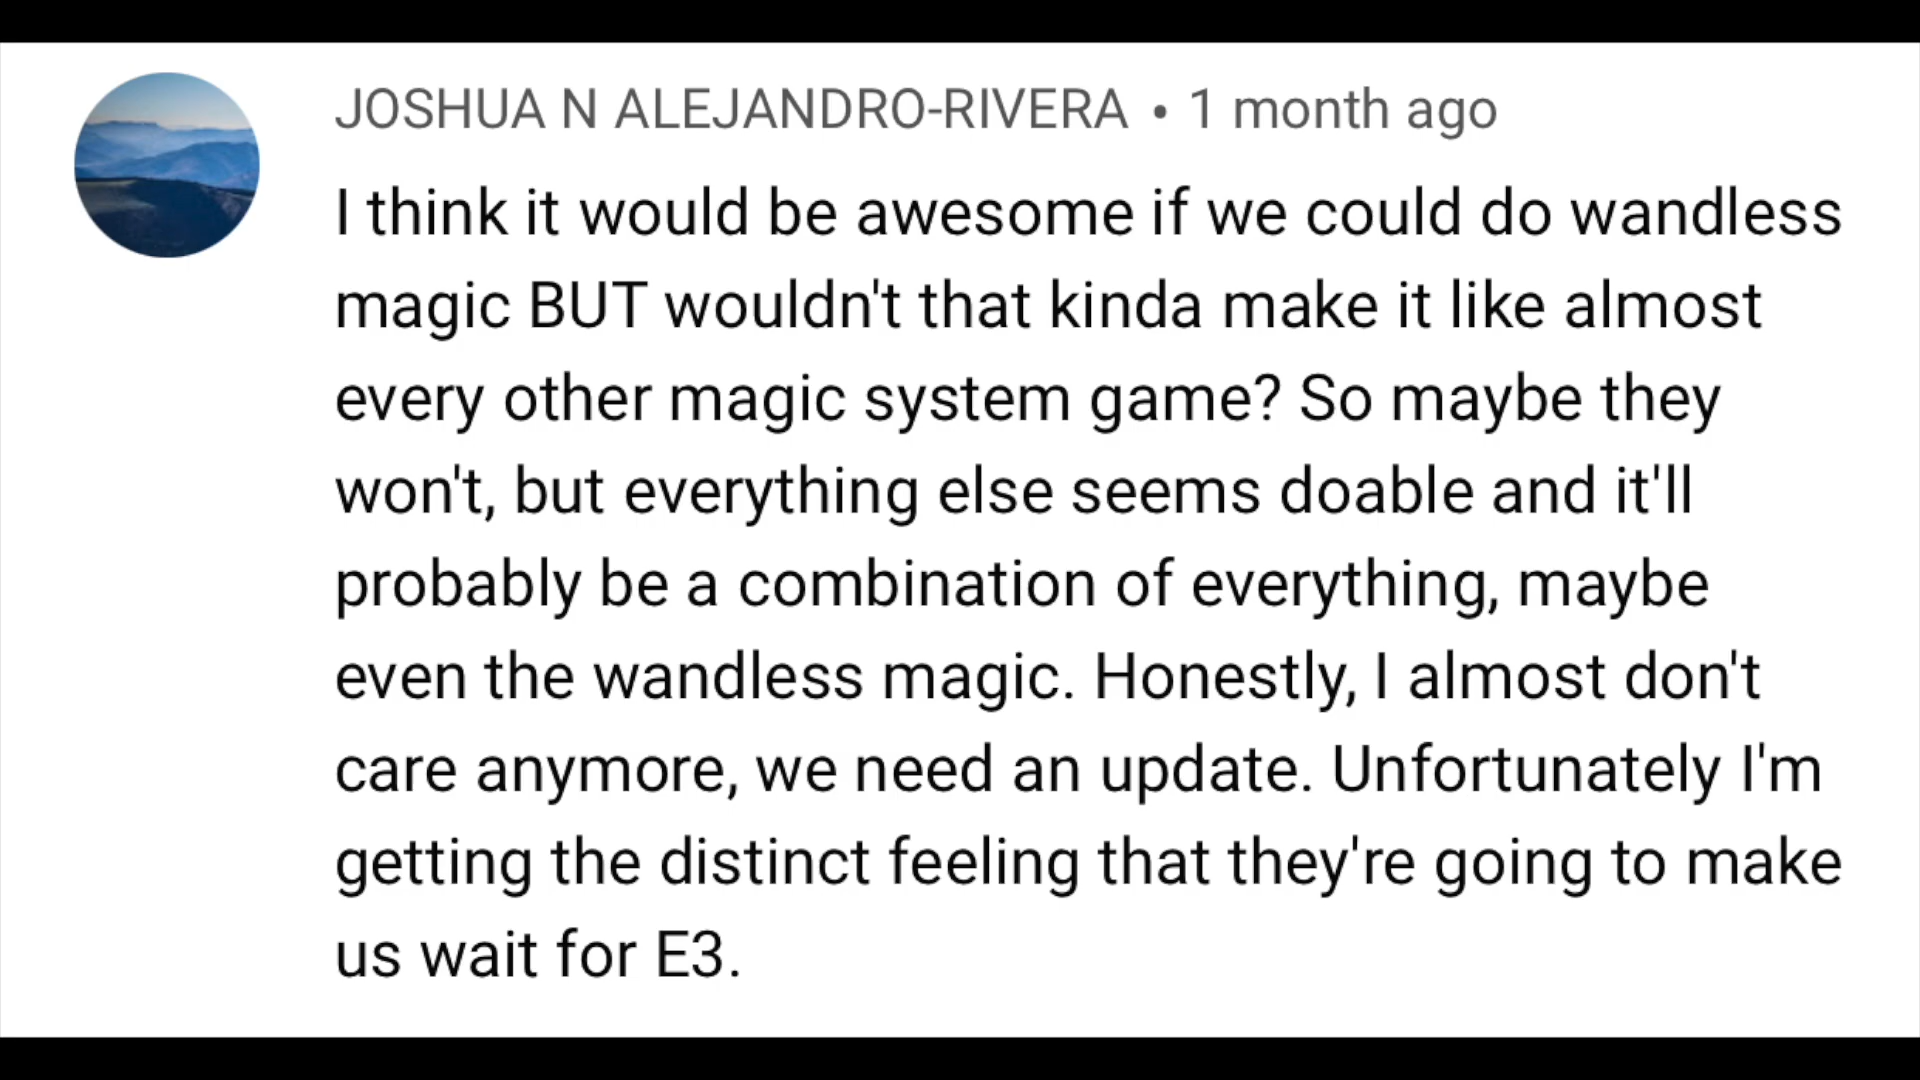 JOSHUA N ALEJANDRO-RIVERA • 1 month ago
I think it would be awesome if we could do wandless
magic BUT wouldn't that kinda make it like almost
every other magic system game? So maybe they
won't, but everything else seems doable and it'll
probably be a combination of everything, maybe
even the wandless magic. Honestly, I almost don't
care anymore, we need an update. Unfortunately I'm
getting the distinct feeling that they're going to make
us wait for E3.